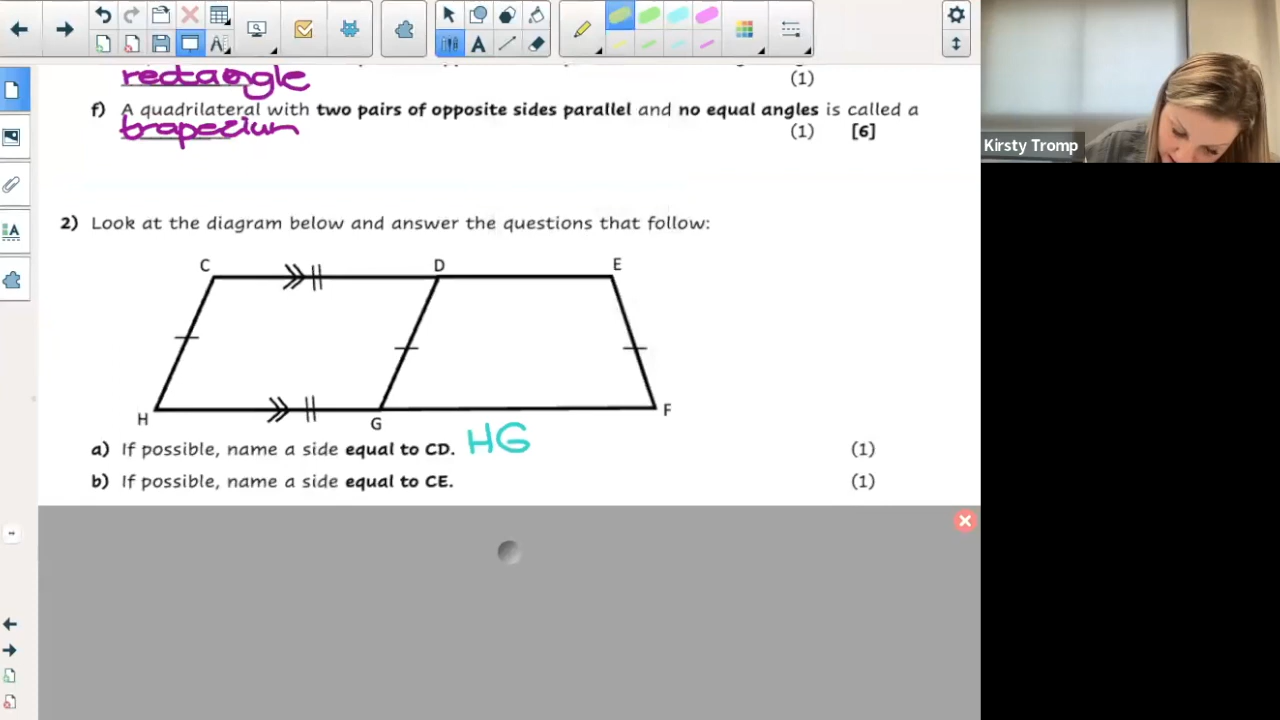 rectangle
(1)
f) A quadrilateral with two pairs of opposite sides parallel and no equal angles is called a
trapezium
(1) [6]
Kirsty Tromp
2) Look at the diagram below and answer the questions that follow:
C D E
H G F
a) If possible, name a side equal to CD. HG (1)
b) If possible, name a side equal to CE. (1)